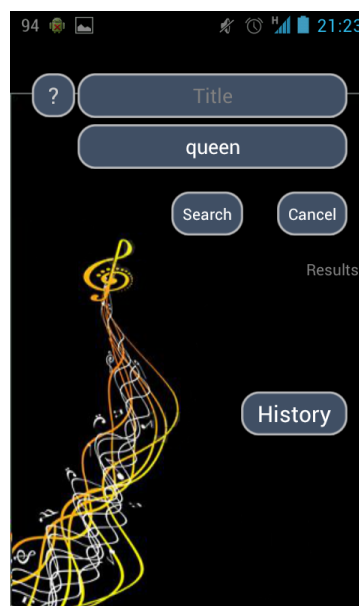 94 H 21:23
? Title
queen
Search Cancel
Results
History